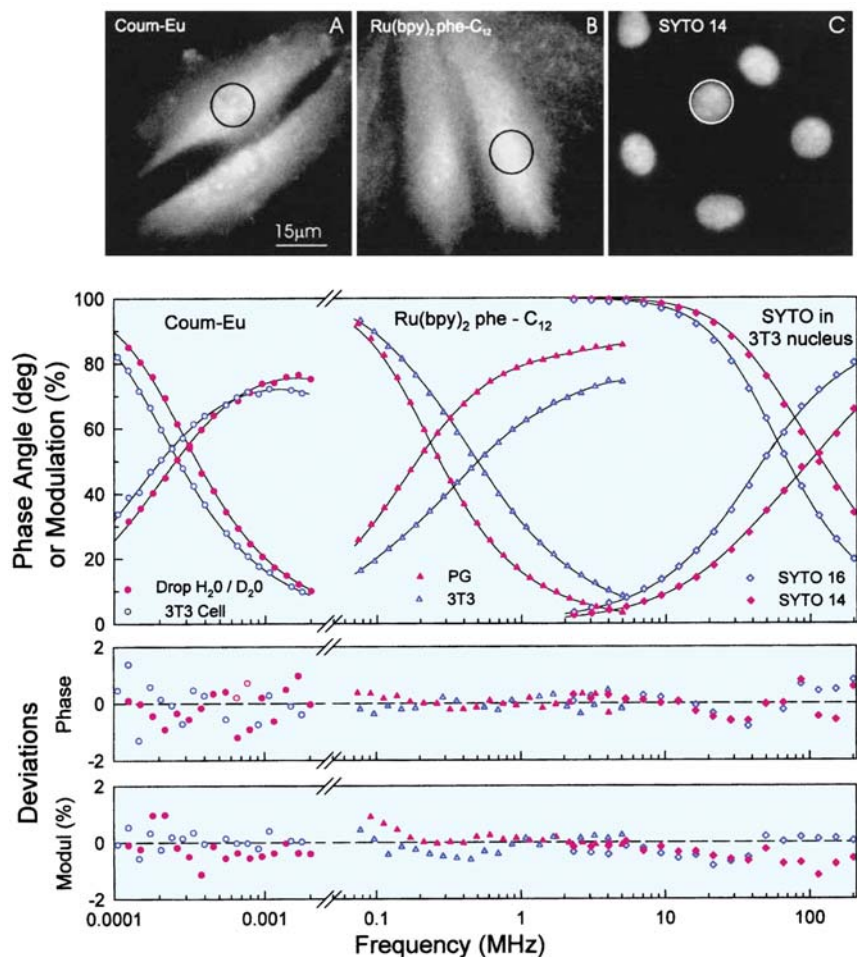 Coum-Eu
A
Ru(bpy)2 phe-C12
B
SYTO 14
C
15μm
Phase Angle (deg)
or Modulation (%)
100
80
60
40
20
0
Coum-Eu
Ru(bpy)2 phe - C12
SYTO in
3T3 nucleus
Drop H20 / D20
3T3 Cell
PG
3T3
SYTO 16
SYTO 14
Deviations
Phase
2
0
-2
Modul (%)
2
0
-2
0.0001
0.001
0.1
1
10
100
Frequency (MHz)